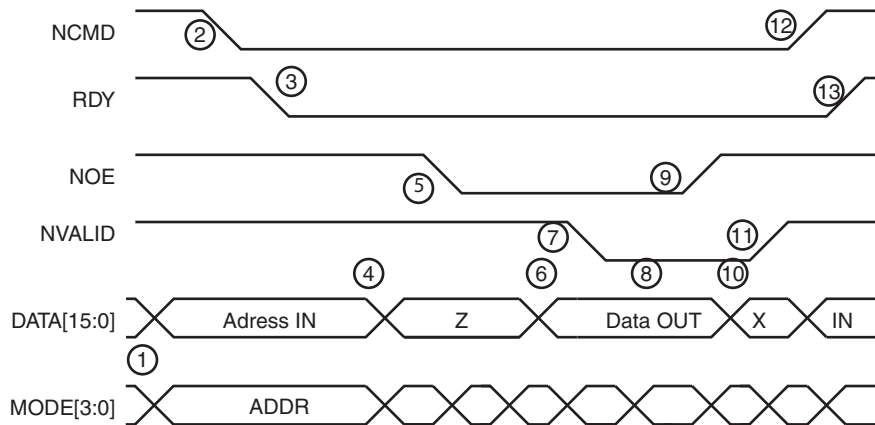 NCMD
2
12
RDY
3
13
NOE
5
9
NVALID
7
11
4
6
8
10
DATA[15:0]
Adress IN
Z
Data OUT
X
IN
1
MODE[3:0]
ADDR